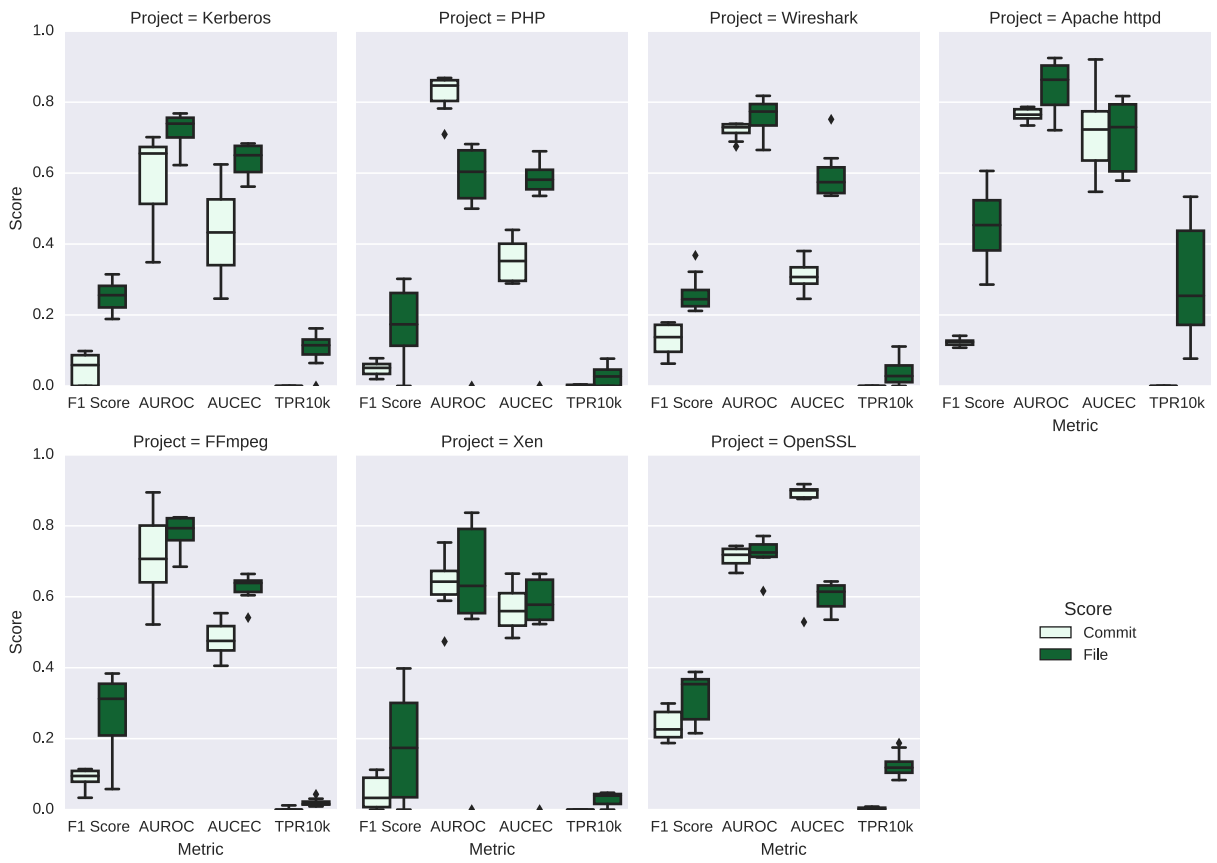 Project = Kerberos
Project = PHP
Project = Wireshark
Project = Apache httpd
1.0
0.8
0.6
0.4
0.2
0.0
Score
F1 Score AUROC AUCEC TPR10k
F1 Score AUROC AUCEC TPR10k
F1 Score AUROC AUCEC TPR10k
F1 Score AUROC AUCEC TPR10k
Metric
Project = FFmpeg
Project = Xen
Project = OpenSSL
1.0
0.8
0.6
0.4
0.2
0.0
Score
F1 Score AUROC AUCEC TPR10k
Metric
F1 Score AUROC AUCEC TPR10k
Metric
F1 Score AUROC AUCEC TPR10k
Metric
Score
Commit
File